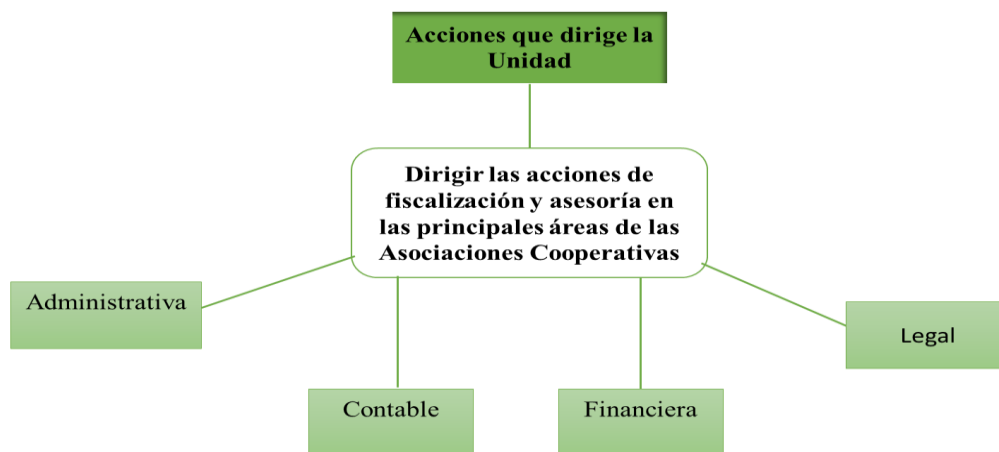 Acciones que dirige la
Unidad
Dirigir las acciones de
fiscalización y asesoría en
las principales áreas de las
Asociaciones Cooperativas
Administrativa
Legal
Contable
Financiera